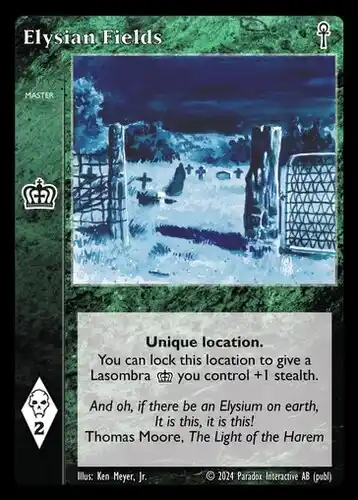 Elysian Fields
MASTER
Unique location.
You can lock this location to give a
Lasombra you control +1 stealth.
And oh, if there be an Elysium on earth,
It is this, it is this!
Thomas Moore, The Light of the Harem
2
Illus: Ken Meyer, Jr. © 2024 Paradox Interactive AB (publ)